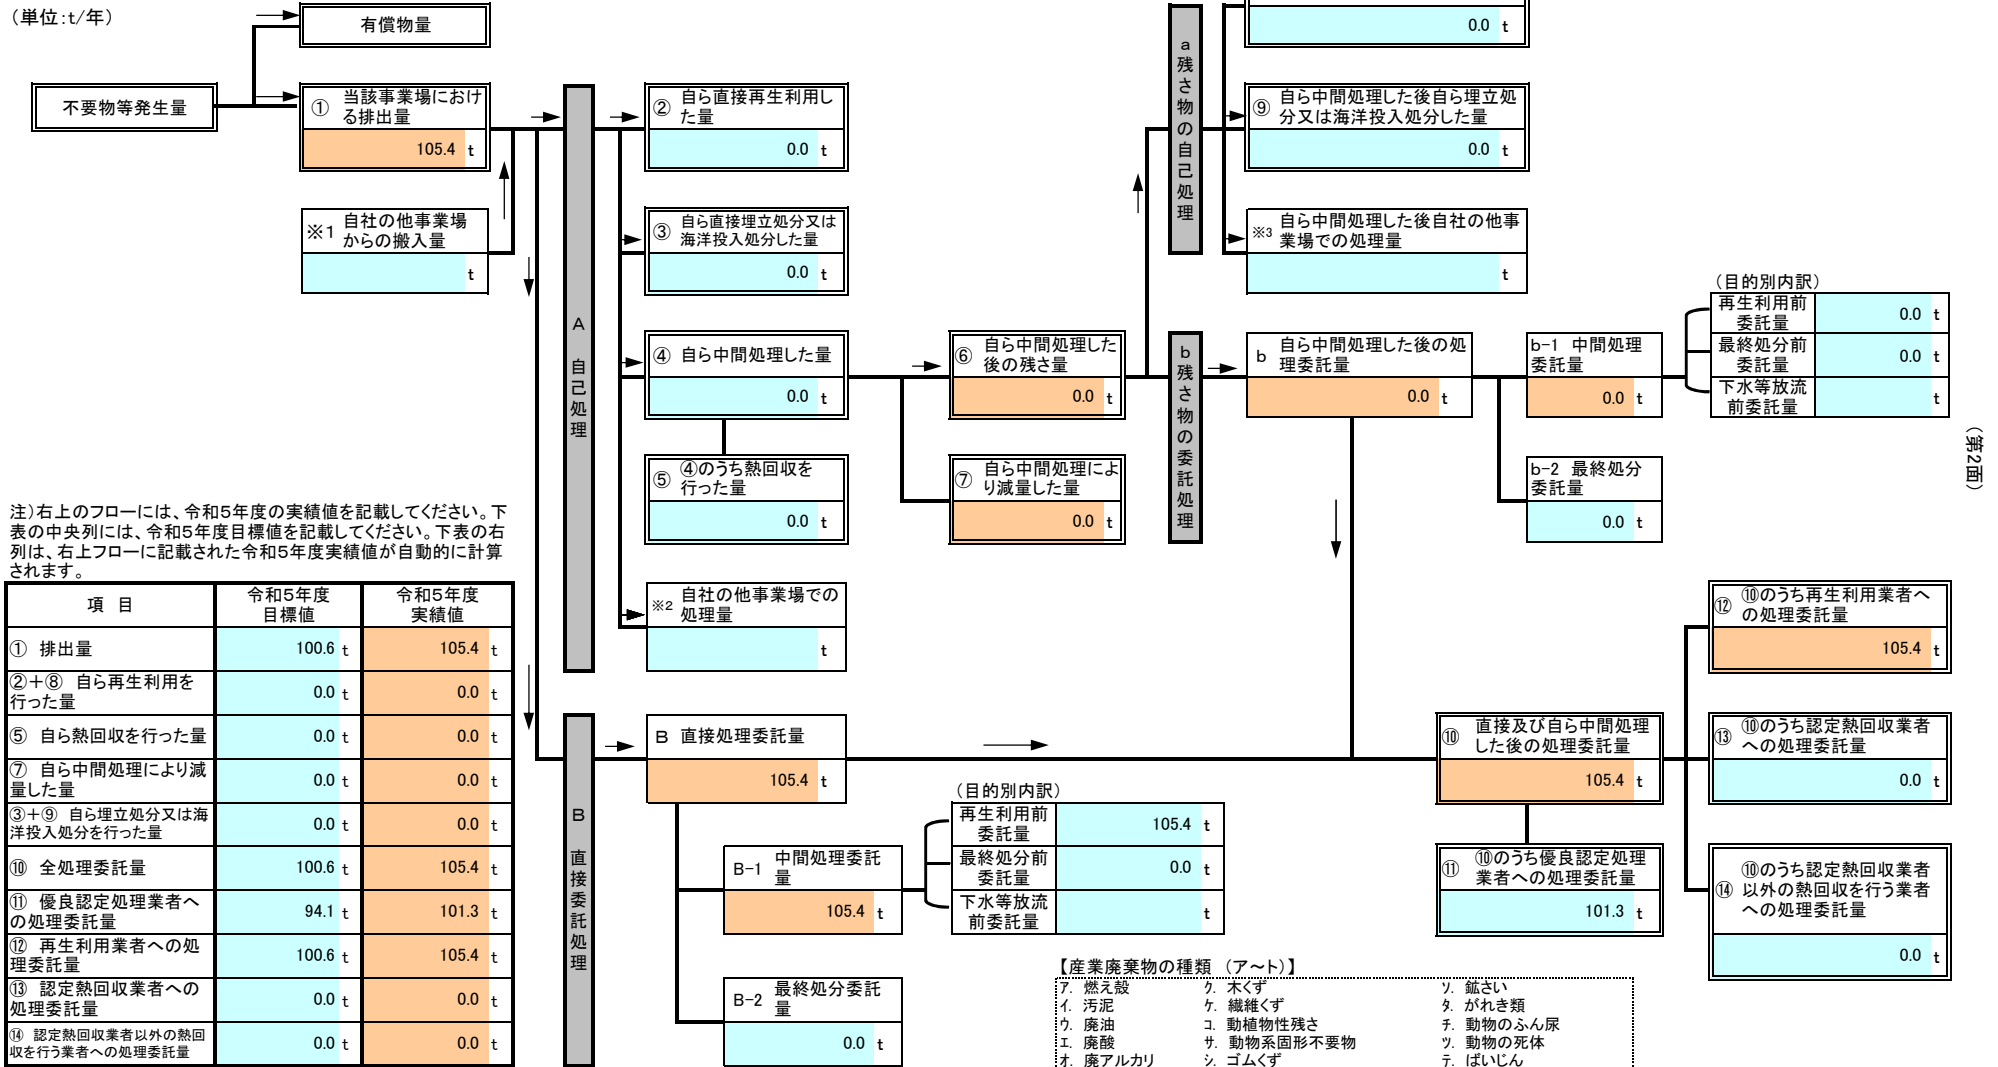 （単位：t/年）
有償物量
不要物等発生量
① 当該事業場におけ
る排出量
105.4 t
※1 自社の他事業場
からの搬入量
t
A 自己処理
② 自ら直接再生利用し
た量
0.0 t
③ 自ら直接埋立処分又は
海洋投入処分した量
0.0 t
④ 自ら中間処理した量
0.0 t
⑤ ④のうち熱回収を
行った量
0.0 t
※2 自社の他事業場での
処理量
t
⑥ 自ら中間処理した
後の残さ量
0.0 t
⑦ 自ら中間処理によ
り減量した量
0.0 t
a 残さ物の自己処理
0.0 t
⑨ 自ら中間処理した後自ら埋立処
分又は海洋投入処分した量
0.0 t
※3 自ら中間処理した後自社の他事
業場での処理量
t
b 残さ物の委託処理
b 自ら中間処理した後の処
理委託量
0.0 t
b-1 中間処理
委託量
0.0 t
（目的別内訳）
再生利用前
委託量
0.0 t
最終処分前
委託量
0.0 t
下水等放流
前委託量
t
b-2 最終処分
委託量
0.0 t
（第2面）
注）右上のフローには、令和5年度の実績値を記載してください。下
表の中央列には、令和5年度目標値を記載してください。下表の右
列は、右上フローに記載された令和5年度実績値が自動的に計算
されます。
項 目 令和5年度 令和5年度
目標値 実績値
① 排出量 100.6 t 105.4 t
②＋⑧ 自ら再生利用を
行った量 0.0 t 0.0 t
⑤ 自ら熱回収を行った量 0.0 t 0.0 t
⑦ 自ら中間処理により減
量した量 0.0 t 0.0 t
③＋⑨ 自ら埋立処分又は海
洋投入処分を行った量 0.0 t 0.0 t
⑩ 全処理委託量 100.6 t 105.4 t
⑪ 優良認定処理業者へ
の処理委託量 94.1 t 101.3 t
⑫ 再生利用業者への処
理委託量 100.6 t 105.4 t
⑬ 認定熱回収業者への
処理委託量 0.0 t 0.0 t
⑭ 認定熱回収業者以外の熱回
収を行う業者への処理委託量 0.0 t 0.0 t
B 直接委託処理
B 直接処理委託量
105.4 t
B-1 中間処理委託
量
105.4 t
（目的別内訳）
再生利用前
委託量
105.4 t
最終処分前
委託量
0.0 t
下水等放流
前委託量
t
B-2 最終処分委託
量
0.0 t
⑩ 直接及び自ら中間処理
した後の処理委託量
105.4 t
⑪ ⑩のうち優良認定処理
業者への処理委託量
101.3 t
⑫ ⑩のうち再生利用業者へ
の処理委託量
105.4 t
⑬ ⑩のうち認定熱回収業者
への処理委託量
0.0 t
⑭ ⑩のうち認定熱回収業者
以外の熱回収を行う業者
への処理委託量
0.0 t
【産業廃棄物の種類 （ア～ト）】
ア. 燃え殻 ク. 木くず ソ. 鉱さい
イ. 汚泥 ケ. 繊維くず タ. がれき類
ウ. 廃油 コ. 動植物性残さ チ. 動物のふん尿
エ. 廃酸 サ. 動物系固形不要物 ツ. 動物の死体
オ. 廃アルカリ シ. ゴムくず テ. ばいじん